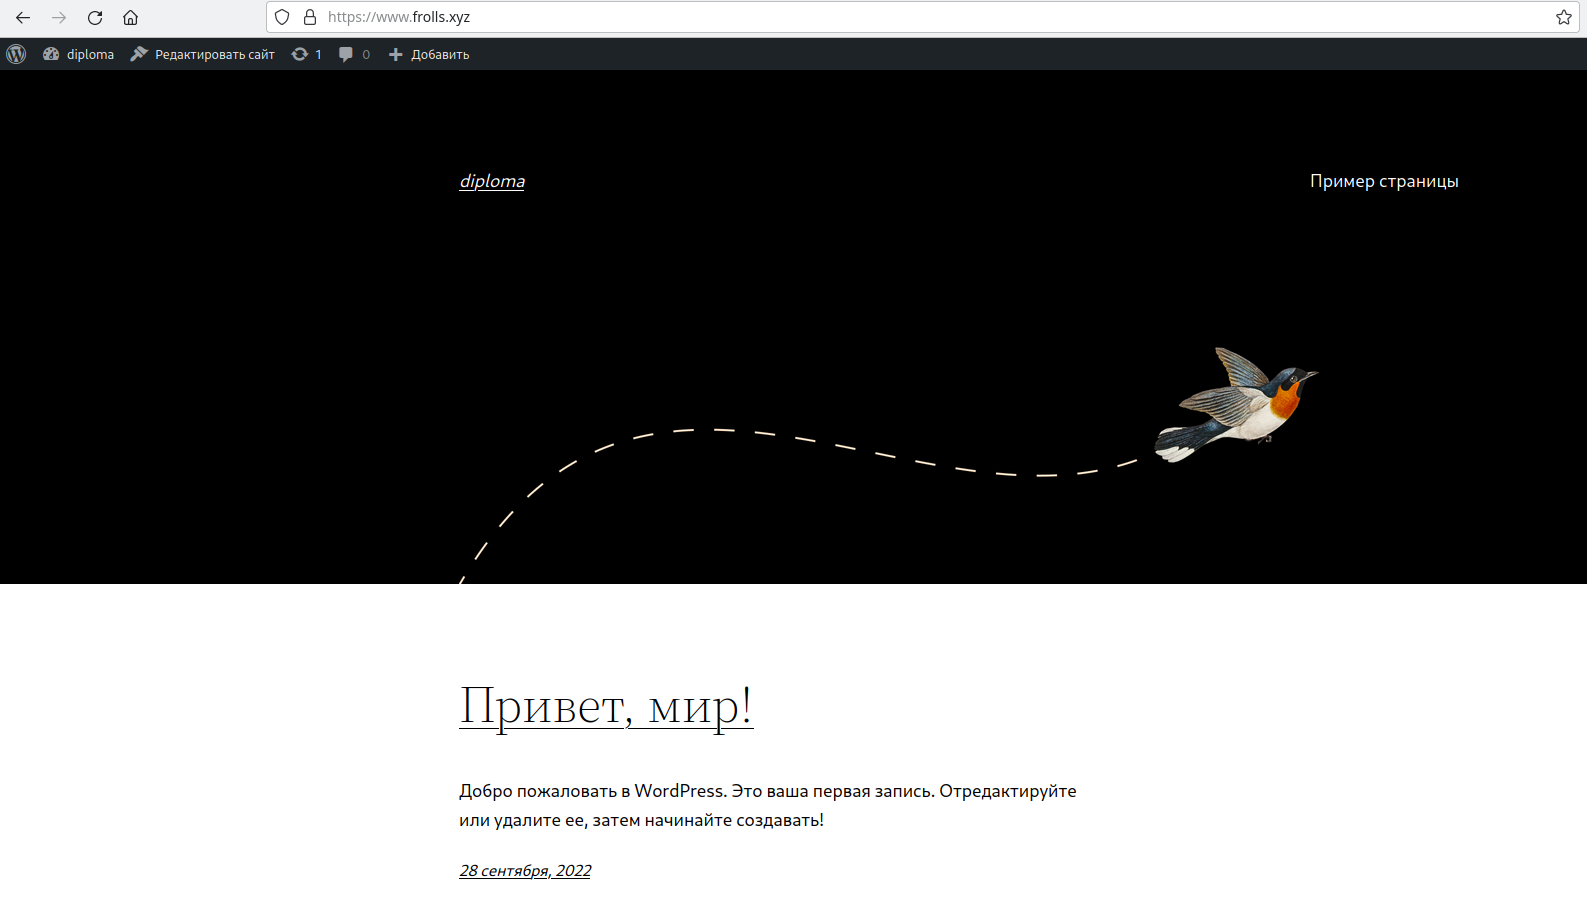 https://www.frolls.xyz
diploma Редактировать сайт 1 0 Добавить
diploma Пример страницы
Привет, мир!
Добро пожаловать в WordPress. Это ваша первая запись. Отредактируйте
или удалите ее, затем начинайте создавать!
28 сентября, 2022